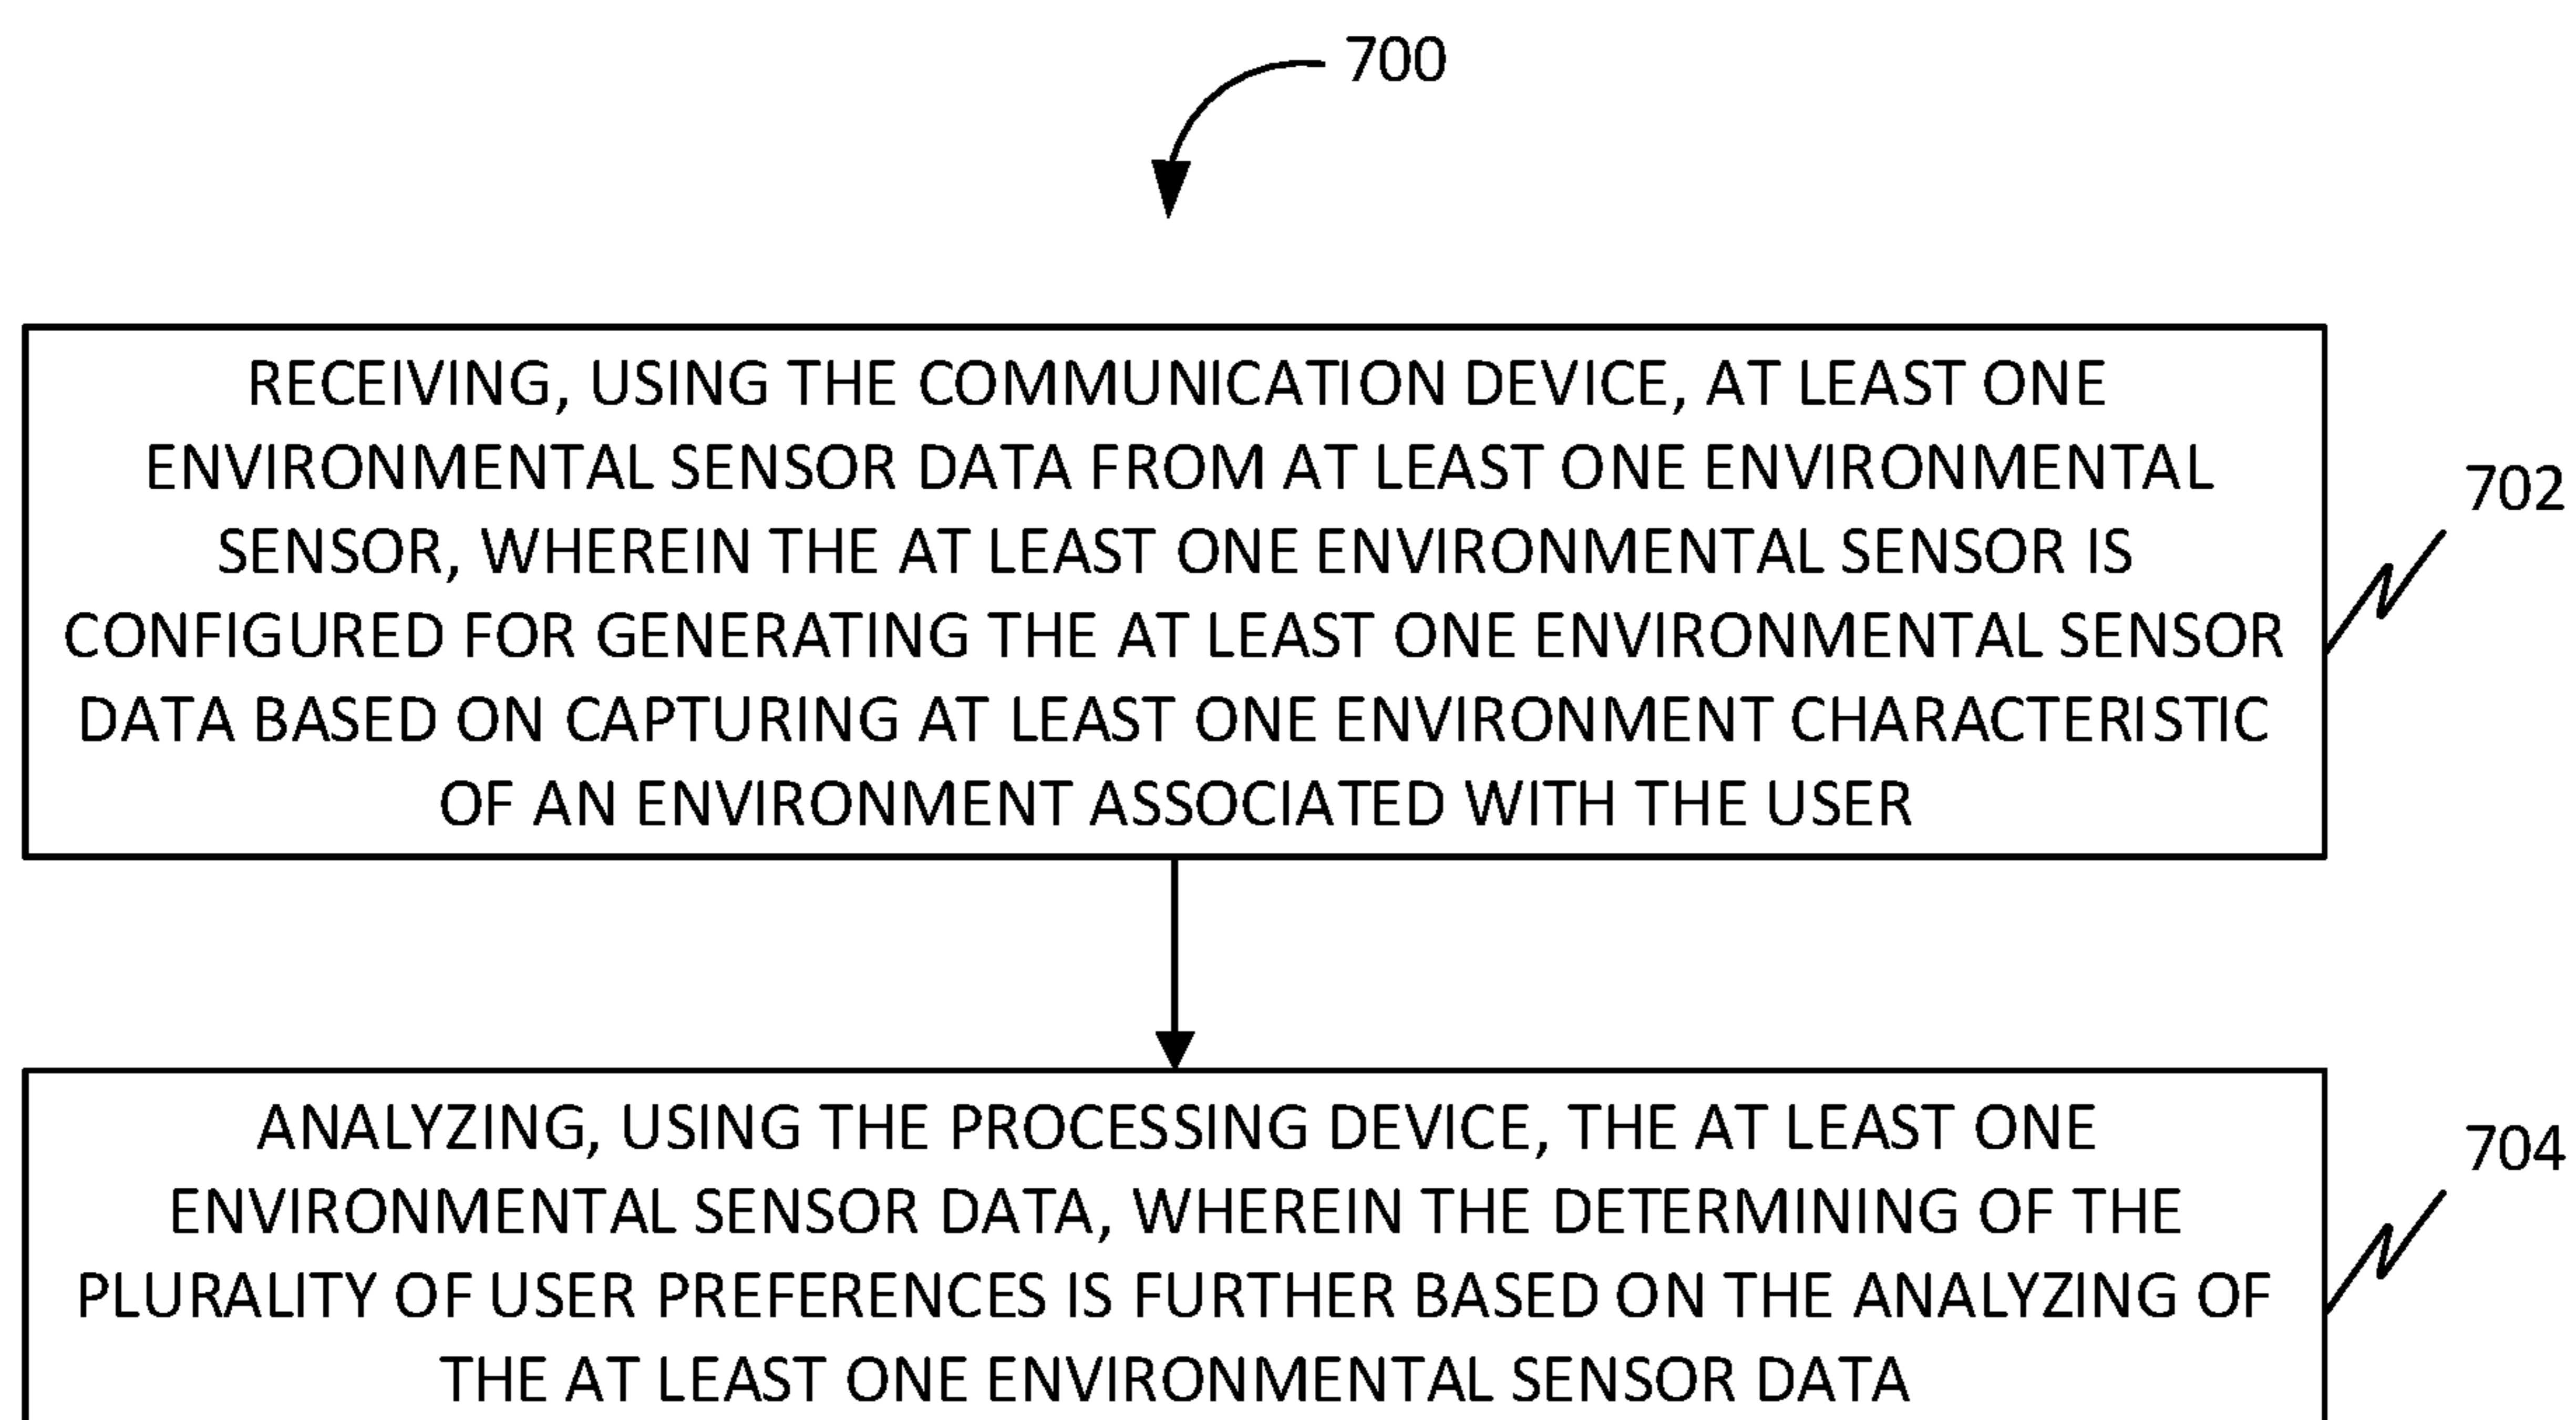 700
RECEIVING, USING THE COMMUNICATION DEVICE, AT LEAST ONE
ENVIRONMENTAL SENSOR DATA FROM AT LEAST ONE ENVIRONMENTAL
SENSOR, WHEREIN THE AT LEAST ONE ENVIRONMENTAL SENSOR IS
CONFIGURED FOR GENERATING THE AT LEAST ONE ENVIRONMENTAL SENSOR
DATA BASED ON CAPTURING AT LEAST ONE ENVIRONMENT CHARACTERISTIC
OF AN ENVIRONMENT ASSOCIATED WITH THE USER
702
ANALYZING, USING THE PROCESSING DEVICE, THE AT LEAST ONE
ENVIRONMENTAL SENSOR DATA, WHEREIN THE DETERMINING OF THE
PLURALITY OF USER PREFERENCES IS FURTHER BASED ON THE ANALYZING OF
THE AT LEAST ONE ENVIRONMENTAL SENSOR DATA
704